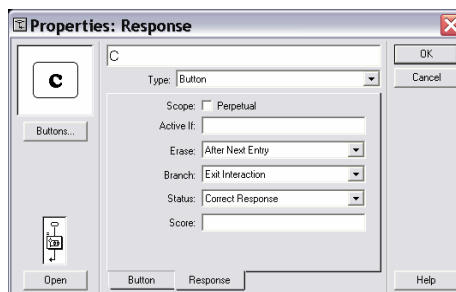 Properties: Response
C
C
OK
Type: Button
Cancel
Scope: Perpetual
Buttons...
Active If:
Erase: After Next Entry
Branch: Exit Interaction
Status: Correct Response
Score:
Open
Button
Response
Help